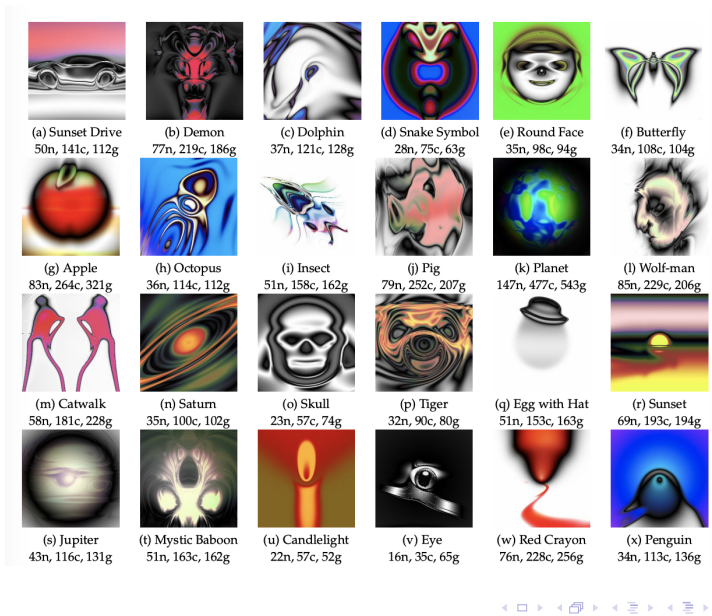 (a) Sunset Drive (b) Demon (c) Dolphin (d) Snake Symbol (e) Round Face (f) Butterfly
50n, 141c, 112g 77n, 219c, 186g 37n, 121c, 128g 28n, 75c, 63g 35n, 98c, 94g 34n, 108c, 104g
(g) Apple (h) Octopus (i) Insect (j) Pig (k) Planet (l) Wolf-man
83n, 264c, 321g 36n, 114c, 112g 51n, 158c, 162g 79n, 252c, 207g 147n, 477c, 543g 85n, 229c, 206g
(m) Catwalk (n) Saturn (o) Skull (p) Tiger (q) Egg with Hat (r) Sunset
58n, 181c, 228g 35n, 100c, 102g 23n, 57c, 74g 32n, 90c, 80g 51n, 153c, 163g 69n, 193c, 194g
(s) Jupiter (t) Mystic Baboon (u) Candlelight (v) Eye (w) Red Crayon (x) Penguin
43n, 116c, 131g 51n, 163c, 162g 22n, 57c, 52g 16n, 35c, 65g 76n, 228c, 256g 34n, 113c, 136g